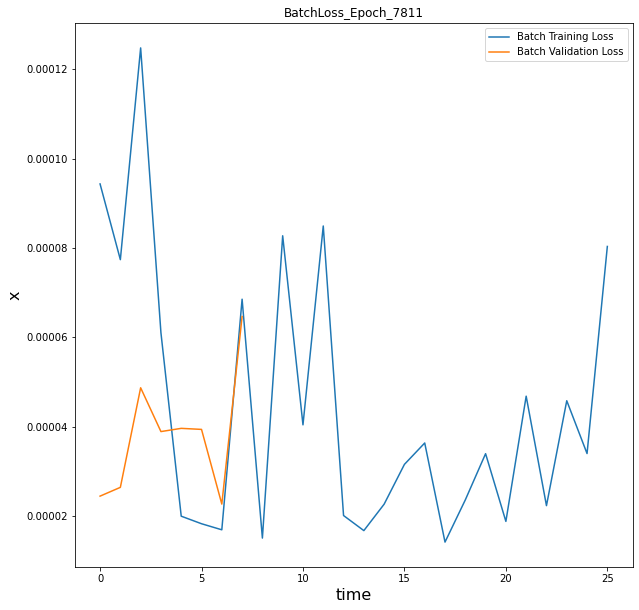 BatchLoss_Epoch_7811
Batch Training Loss
Batch Validation Loss
0.00012
0.00010
0.00008
0.00006
0.00004
0.00002
x
0 5 10 15 20 25
time